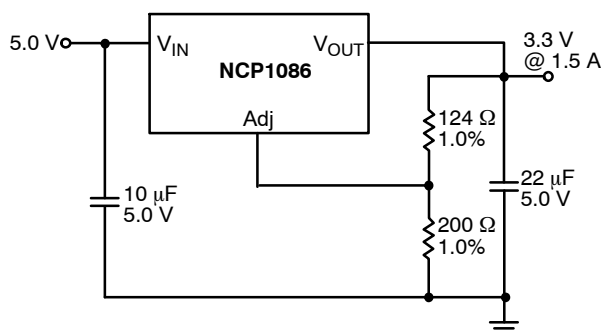 5.0 V
V_IN
V_OUT
NCP1086
Adj
3.3 V
@ 1.5 A
124 Ω
1.0%
10 μF
5.0 V
200 Ω
1.0%
22 μF
5.0 V